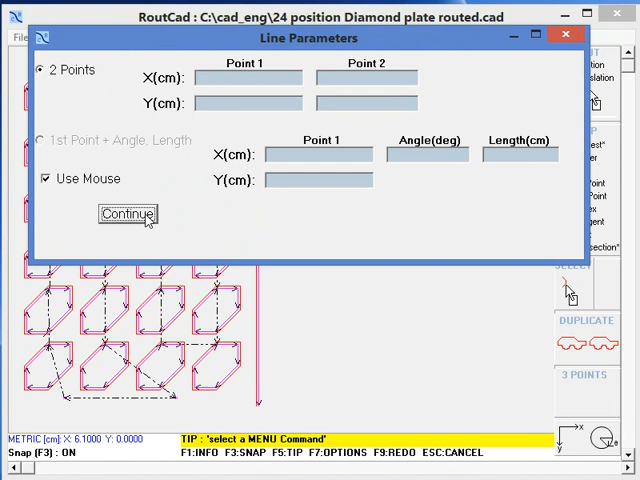 RoutCad : C:\cad_eng\24 position Diamond plate routed.cad
File
Line Parameters
2 Points
Point 1 Point 2
X(cm):
Y(cm):
1st Point + Angle, Length
Point 1 Angle(deg) Length(cm)
X(cm):
Use Mouse
Y(cm):
Continue
Point
Point
SELECT
DUPLICATE
3 POINTS
x
y
METRIC [cm]: X: 6.1000 Y: 0.0000
TIP : 'select a MENU Command'
Snap (F3) : ON
F1:INFO F3:SNAP F5:TIP F7:OPTIONS F9:REDO ESC:CANCEL